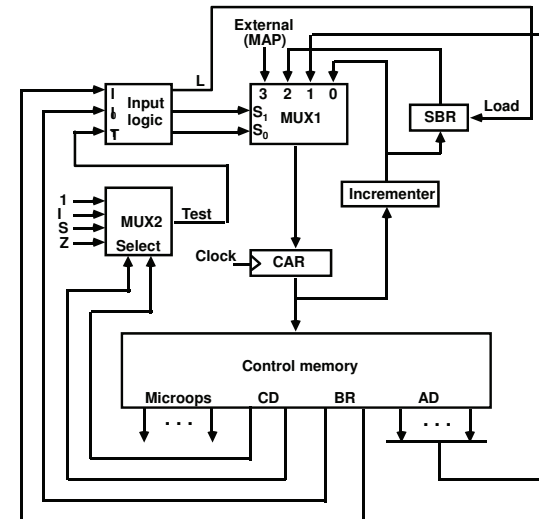 External
(MAP)
L
3 2 1 0
I
I
T
Input
logic
S1
S0
MUX1
SBR
Load
Incrementer
1
I
S
Z
MUX2
Select
Test
Clock
CAR
Control memory
Microops
CD
BR
AD
. . .
. . .